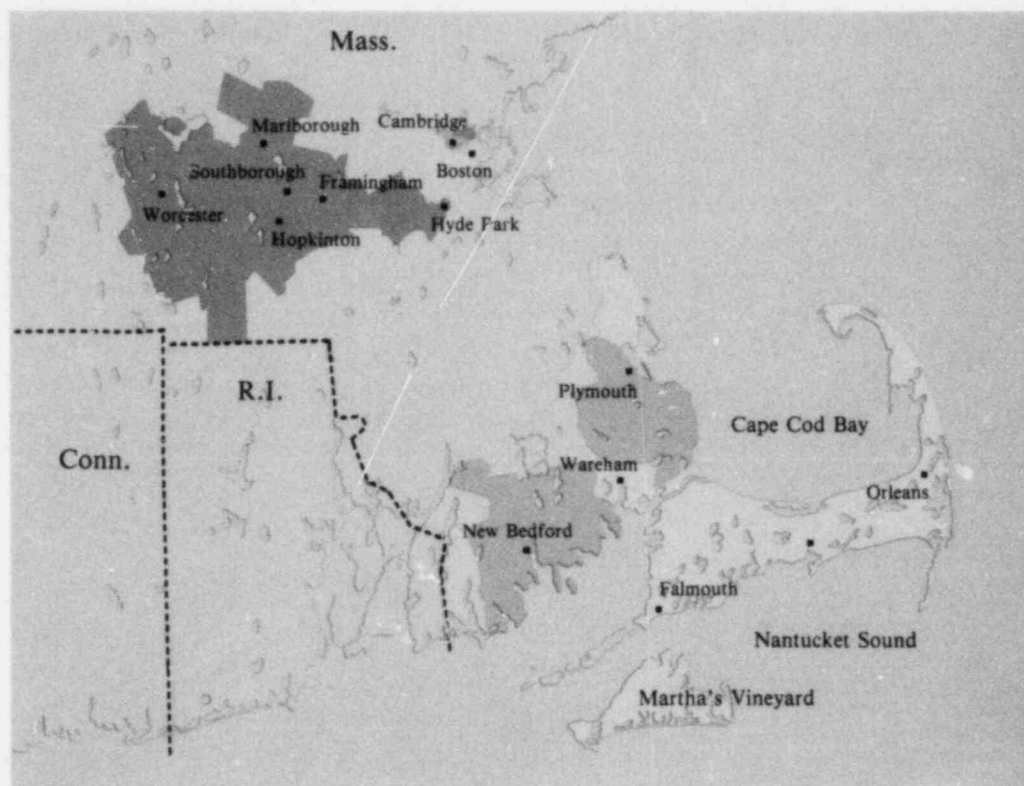 Mass.
Marlborough
Cambridge
Southborough
Boston
Framingham
Worcester
Hyde Park
Hopkinton
R.I.
Plymouth
Conn.
Cape Cod Bay
Wareham
Orleans
New Bedford
Falmouth
Nantucket Sound
Martha's Vineyard